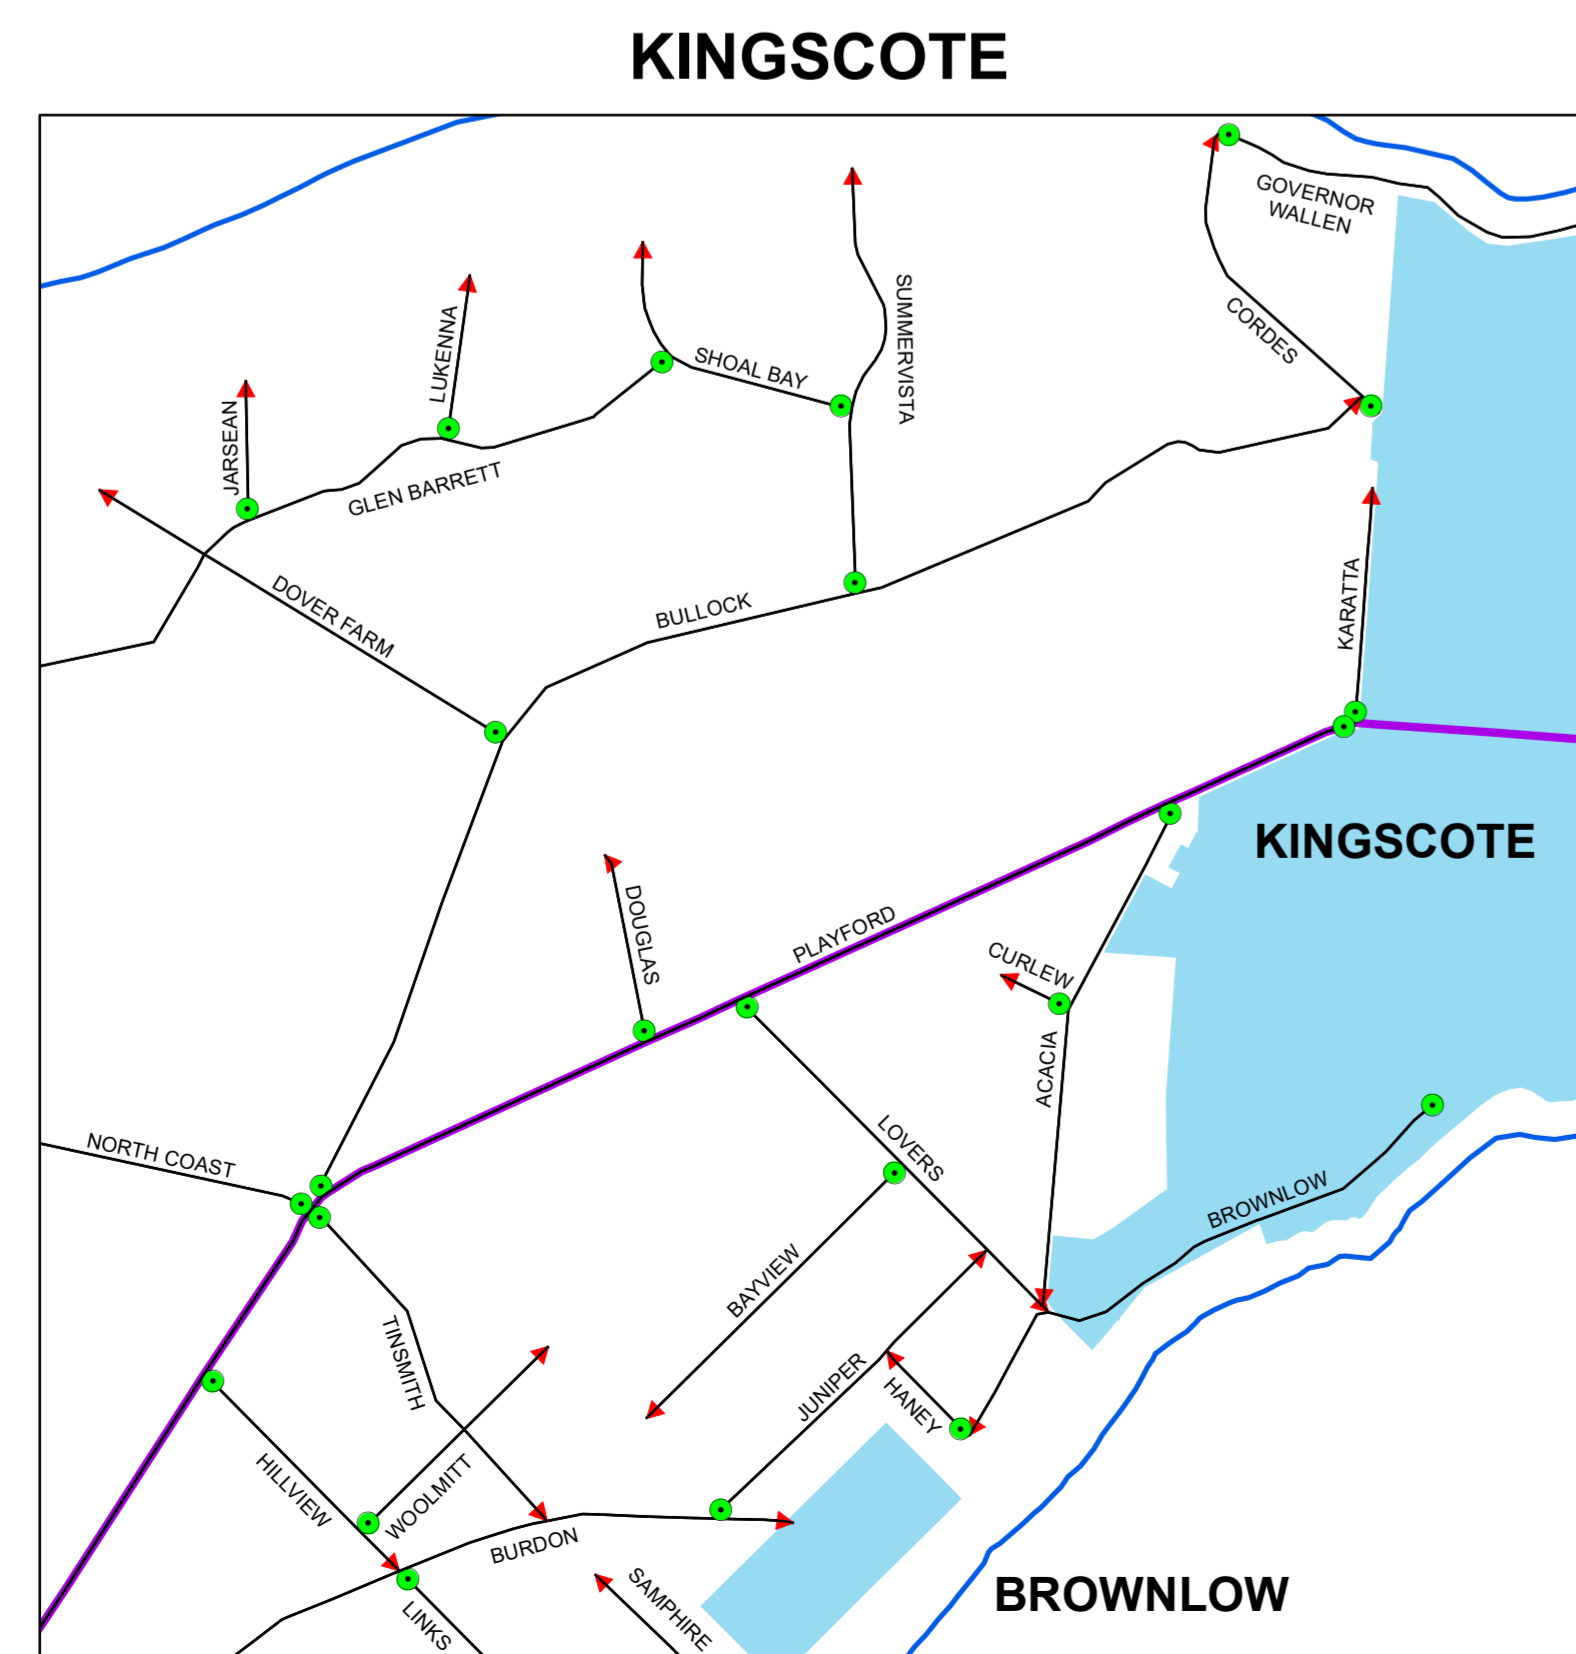 KINGSCOTE
GOVERNOR
WALLEN
SUMMERVISTA
CORDES
LUKENNA
SHOAL BAY
JARSEAN
GLEN BARRETT
DOVER FARM
BULLOCK
KARATTA
KINGSCOTE
DOUGLAS
PLAYFORD
CURLEW
ACACIA
NORTH COAST
LOVERS
BROWNLOW
BAYVIEW
TINSMITH
JUNIPER
HANEY
HILLVIEW
WOOLMITT
BURDON
SAMPHIRE
BROWNLOW
LINKS